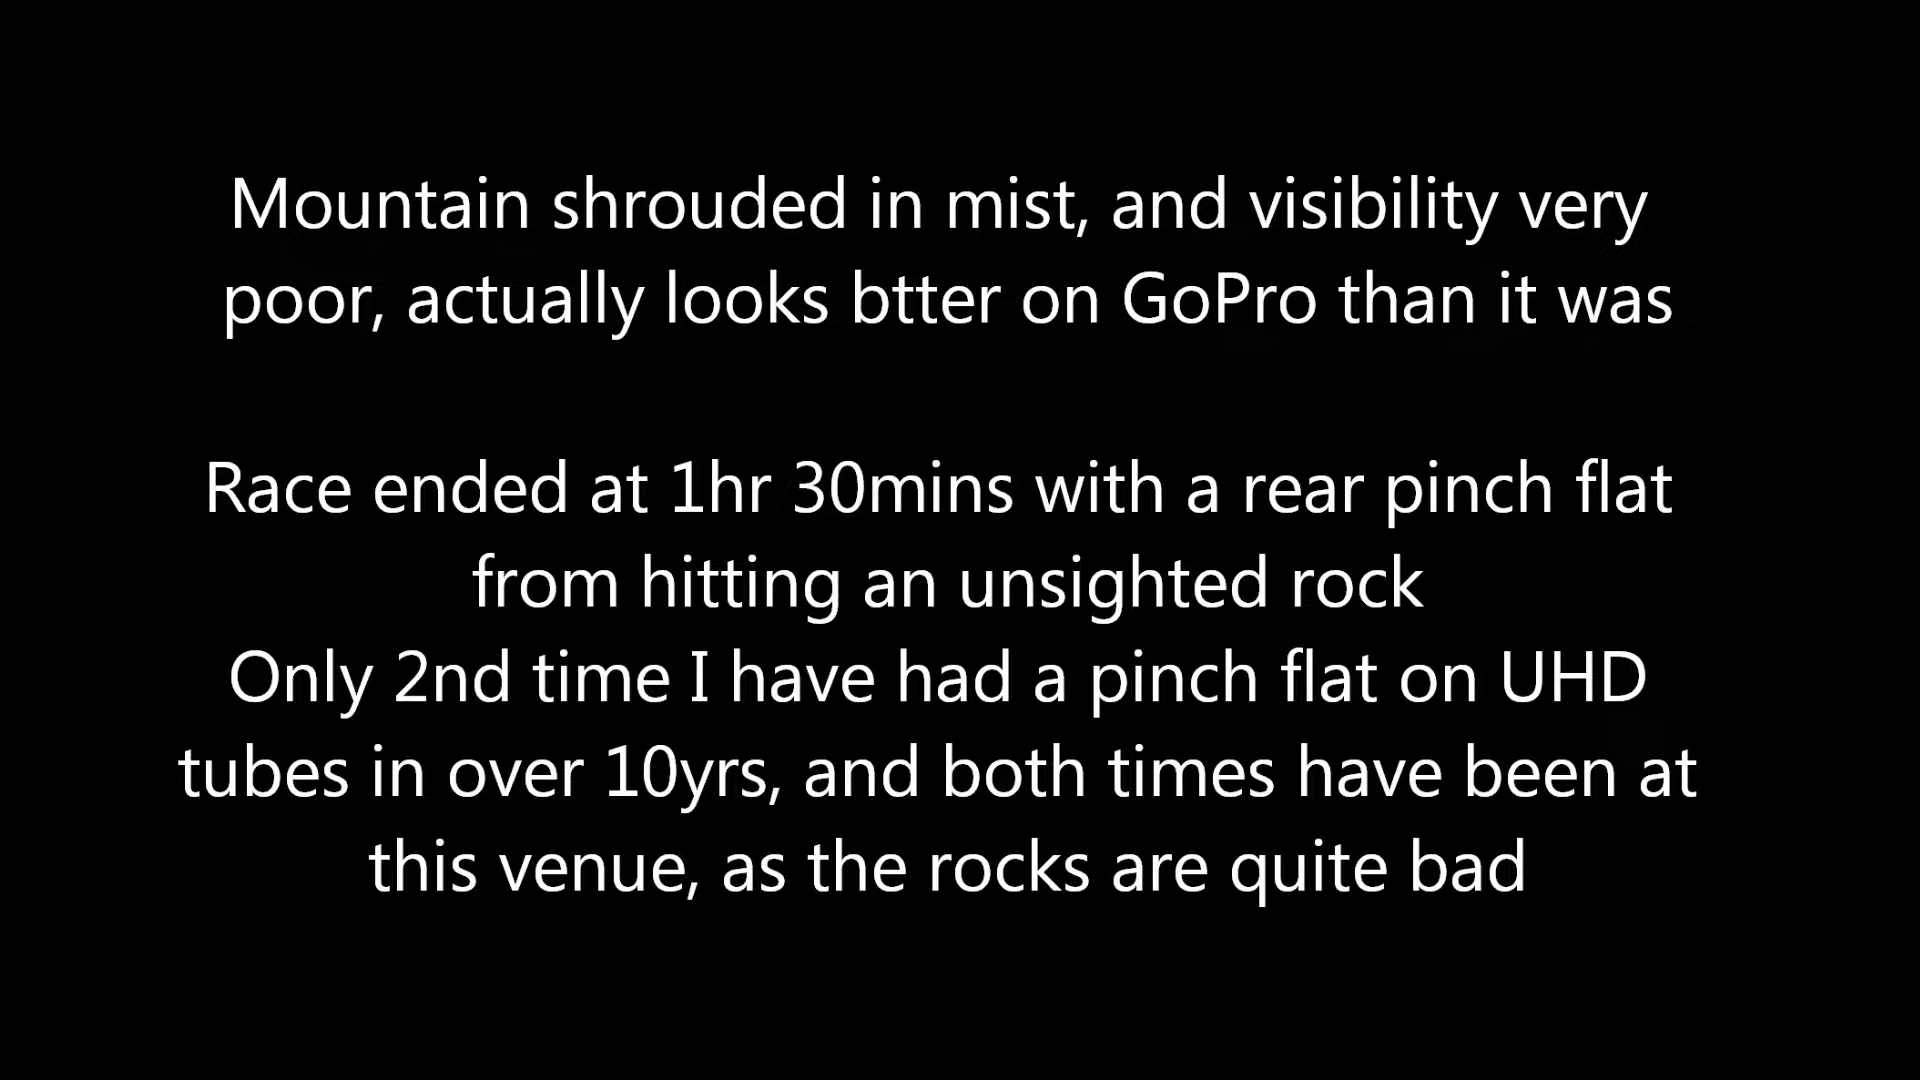 Mountain shrouded in mist, and visibility very
poor, actually looks btter on GoPro than it was
Race ended at 1hr 30mins with a rear pinch flat
from hitting an unsighted rock
Only 2nd time I have had a pinch flat on UHD
tubes in over 10yrs, and both times have been at
this venue, as the rocks are quite bad